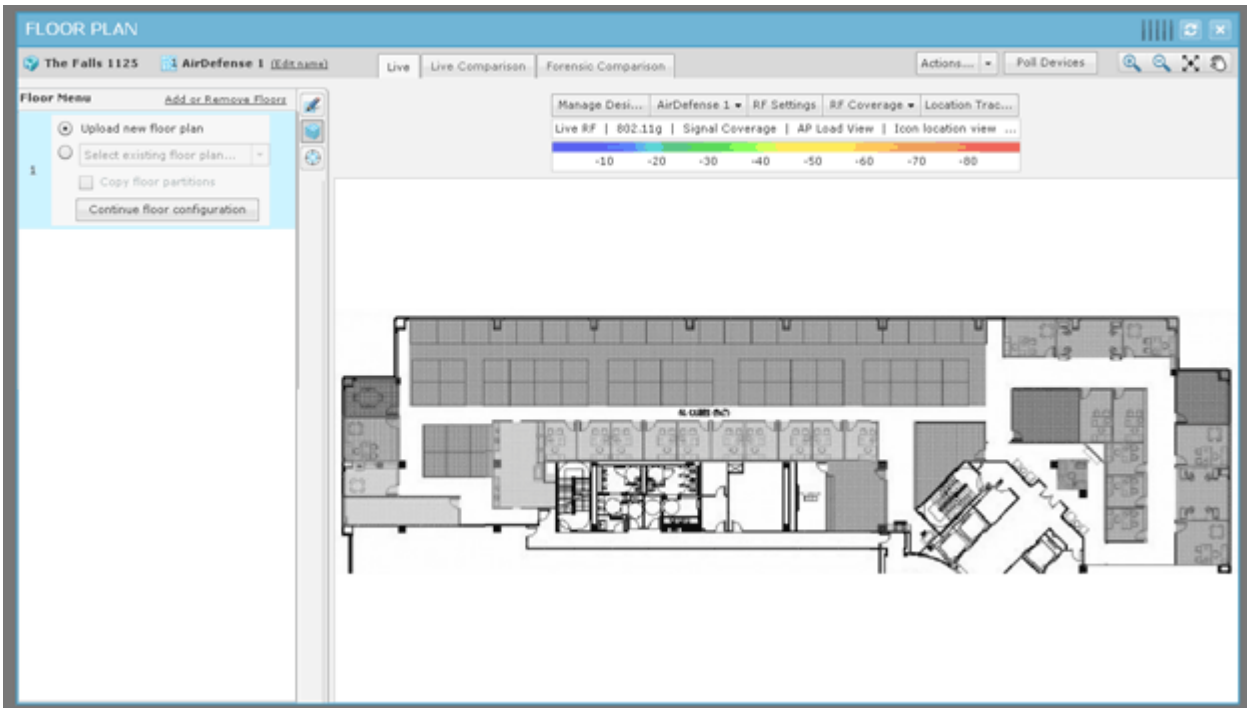 FLOOR PLAN
The Falls 1125
1 AirDefense 1 (Edit name)
Live
Live Comparison
Forensic Comparison
Actions...
Poll Devices
Floor Menu
Add or Remove Floors
1
Upload new floor plan
Select existing floor plan...
Copy floor partitions
Continue floor configuration
Manage Desi...
AirDefense 1
RF Settings
RF Coverage
Location Trac...
Live RF | 802.11g | Signal Coverage | AP Load View | Icon location view ...
-10 -20 -30 -40 -50 -60 -70 -80